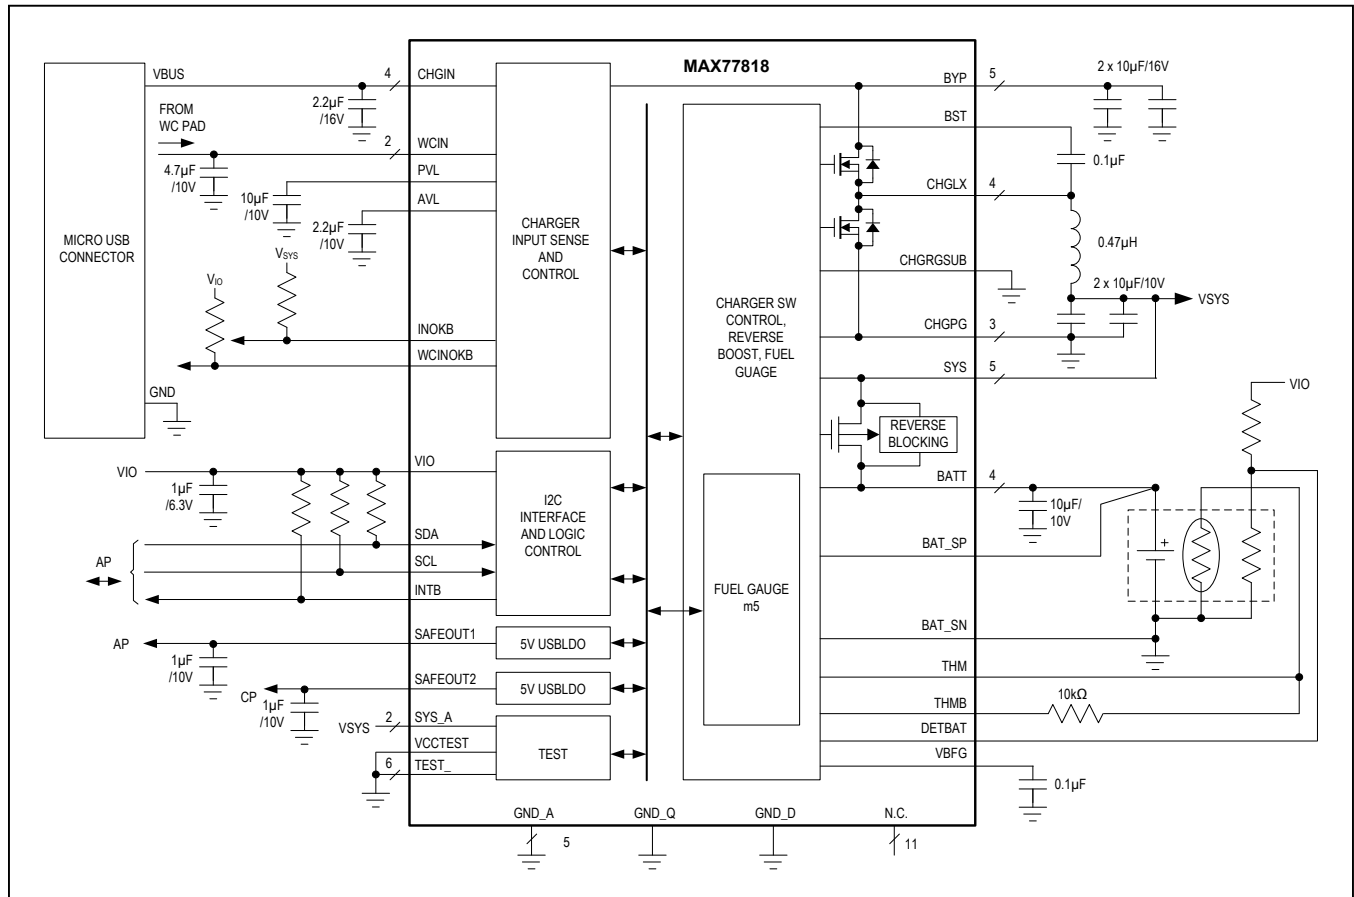 MAX77818
VBUS
4
CHGIN
BYP
5
2 x 10µF/16V
2.2µF
/16V
FROM
WC PAD
BST
2
WCIN
0.1µF
4.7µF
/10V
PVL
CHGLX
4
10µF
/10V
AVL
2.2µF
/10V
MICRO USB
CONNECTOR
CHARGER
INPUT SENSE
AND
CONTROL
0.47µH
VSYS
CHGRGSUB
VIO
2 x 10µF/10V
VSYS
CHARGER SW
CONTROL,
REVERSE
BOOST, FUEL
GUAGE
INOKB
CHGPG
3
WCINOKB
SYS
5
GND
VIO
REVERSE
BLOCKING
VIO
VIO
BATT
4
1µF
/6.3V
I2C
INTERFACE
AND LOGIC
CONTROL
10µF/
10V
SDA
BAT_SP
+
AP
SCL
INTB
FUEL GAUGE
m5
BAT_SN
AP
SAFEOUT1
5V USBLDO
1µF
/10V
THM
CP
SAFEOUT2
5V USBLDO
1µF
/10V
THMB
10kΩ
VSYS
2
SYS_A
DETBAT
VCCTEST
TEST
VBFG
6
TEST_
0.1µF
GND_A
GND_Q
GND_D
N.C.
5
11